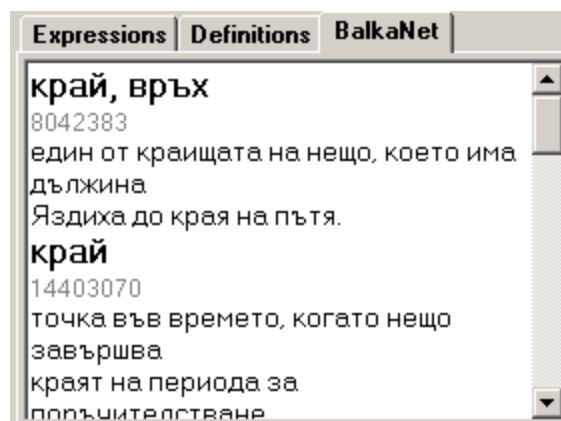 Expressions Definitions BalkaNet
край, връх
8042383
един от краищата на нещо, което има
дължина
Яздиха до края на пътя.
край
14403070
точка във времето, когато нещо
завършва
краят на периода за
поръчителстване